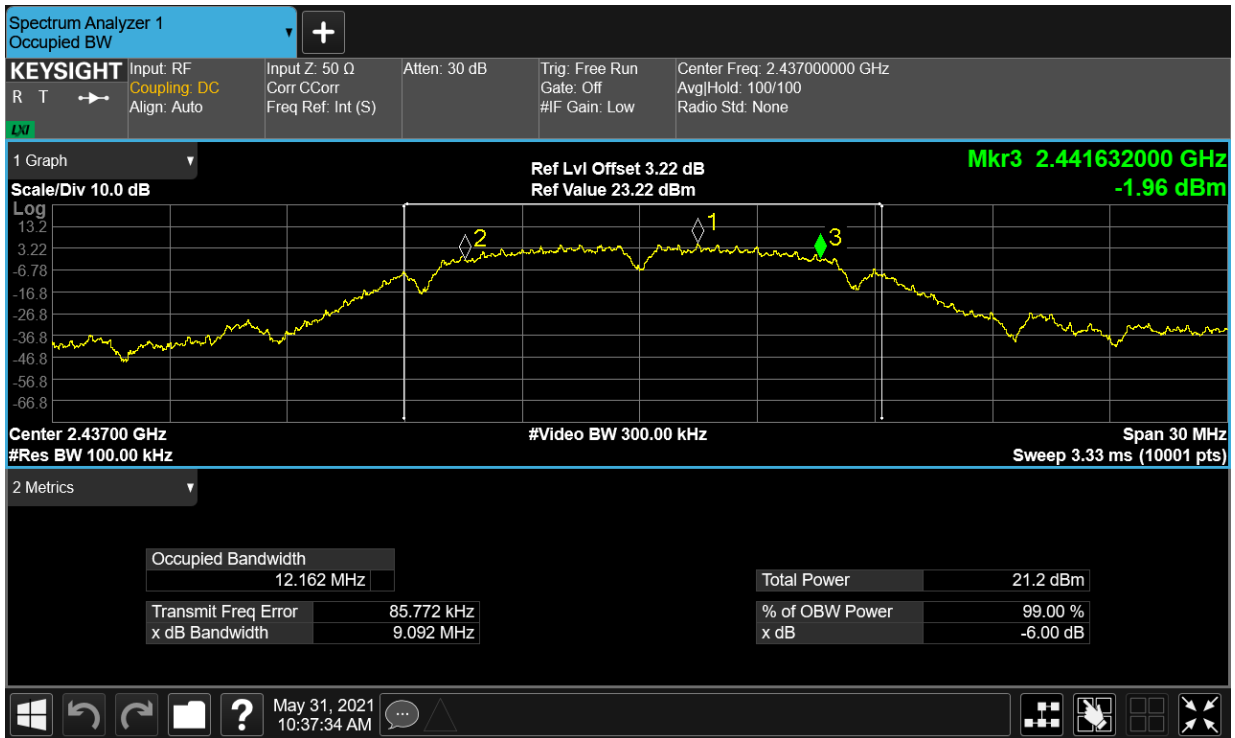 Spectrum Analyzer 1
Occupied BW
KEYSIGHT
R T
LXI
Input: RF
Coupling: DC
Align: Auto
Input Z: 50 Ω
Corr CCorr
Freq Ref: Int (S)
Atten: 30 dB
Trig: Free Run
Gate: Off
#IF Gain: Low
Center Freq: 2.437000000 GHz
Avg|Hold: 100/100
Radio Std: None
1 Graph
Scale/Div 10.0 dB
Ref Lvl Offset 3.22 dB
Ref Value 23.22 dBm
Mkr3 2.441632000 GHz
-1.96 dBm
Log
13.2
3.22
-6.78
-16.8
-26.8
-36.8
-46.8
-56.8
-66.8
2
1
3
Center 2.43700 GHz
#Video BW 300.00 kHz
Span 30 MHz
#Res BW 100.00 kHz
Sweep 3.33 ms (10001 pts)
2 Metrics
Occupied Bandwidth
12.162 MHz
Transmit Freq Error 85.772 kHz
x dB Bandwidth 9.092 MHz
Total Power 21.2 dBm
% of OBW Power 99.00 %
x dB -6.00 dB
?
May 31, 2021
10:37:34 AM